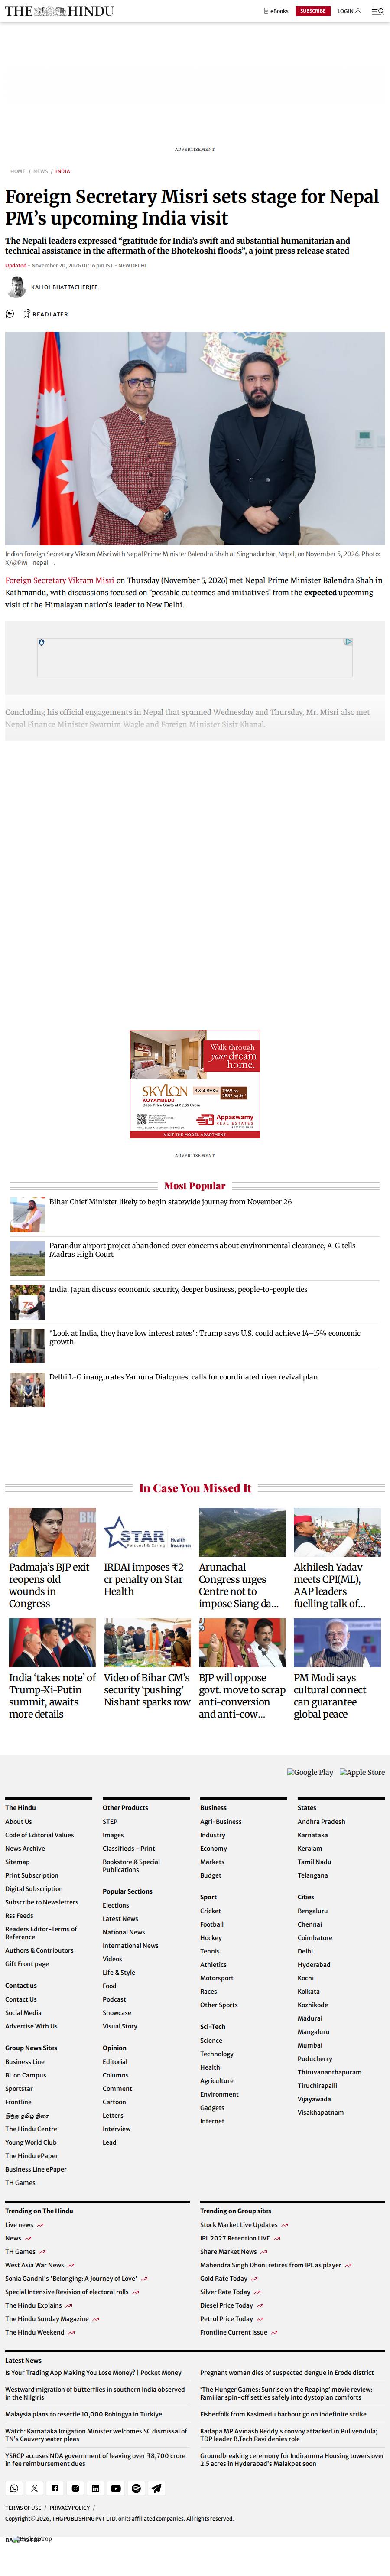 THE HINDU
eBooks
SUBSCRIBE
LOGIN
ADVERTISEMENT
HOME / NEWS / INDIA
Foreign Secretary Misri sets stage for Nepal
PM’s upcoming India visit
The Nepali leaders expressed “gratitude for India’s swift and substantial humanitarian and
technical assistance in the aftermath of the Bhotekoshi floods”, a joint press release stated
Updated - November 20, 2026 01:16 pm IST - NEW DELHI
KALLOL BHATTACHERJEE
READ LATER
Indian Foreign Secretary Vikram Misri with Nepal Prime Minister Balendra Shah at Singhadurbar, Nepal, on November 5, 2026. Photo:
X/@PM_nepal_.
Foreign Secretary Vikram Misri on Thursday (November 5, 2026) met Nepal Prime Minister Balendra Shah in
Kathmandu, with discussions focused on “possible outcomes and initiatives” from the expected upcoming
visit of the Himalayan nation’s leader to New Delhi.
Concluding his official engagements in Nepal that spanned Wednesday and Thursday, Mr. Misri also met
Nepal Finance Minister Swarnim Wagle and Foreign Minister Sisir Khanal.
Walk through
your
dream
home.
SKYLON
KOYAMBEDU
Base Price Starts ₹2.65 Crore
3 & 4 BHKs
1969 to
2887 sq.ft.*
Appaswamy
REAL ESTATES
VISIT THE MODEL APARTMENT
ADVERTISEMENT
Most Popular
Bihar Chief Minister likely to begin statewide journey from November 26
Parandur airport project abandoned over concerns about environmental clearance, A-G tells
Madras High Court
India, Japan discuss economic security, deeper business, people-to-people ties
“Look at India, they have low interest rates”: Trump says U.S. could achieve 14–15% economic
growth
Delhi L-G inaugurates Yamuna Dialogues, calls for coordinated river revival plan
In Case You Missed It
STAR
Health Insurance
Personal & Caring
Padmaja’s BJP exit
reopens old
wounds in
Congress
IRDAI imposes ₹2
cr penalty on Star
Health
Arunachal
Congress urges
Centre not to
impose Siang da...
Akhilesh Yadav
meets CPI(ML),
AAP leaders
fuelling talk of...
India ‘takes note’ of
Trump-Xi-Putin
summit, awaits
more details
Video of Bihar CM’s
security ‘pushing’
Nishant sparks row
BJP will oppose
govt. move to scrap
anti-conversion
and anti-cow...
PM Modi says
cultural connect
can guarantee
global peace
Google Play
Apple Store
The Hindu
About Us
Code of Editorial Values
News Archive
Sitemap
Print Subscription
Digital Subscription
Subscribe to Newsletters
Rss Feeds
Readers Editor-Terms of
Reference
Authors & Contributors
Gift Front page
Contact us
Contact Us
Social Media
Advertise With Us
Group News Sites
Business Line
BL on Campus
Sportstar
Frontline
இந்து தமிழ் திசை
The Hindu Centre
Young World Club
The Hindu ePaper
Business Line ePaper
TH Games
Other Products
STEP
Images
Classifieds - Print
Bookstore & Special
Publications
Popular Sections
Elections
Latest News
National News
International News
Videos
Life & Style
Food
Podcast
Showcase
Visual Story
Opinion
Editorial
Columns
Comment
Cartoon
Letters
Interview
Lead
Business
Agri-Business
Industry
Economy
Markets
Budget
Sport
Cricket
Football
Hockey
Tennis
Athletics
Motorsport
Races
Other Sports
Sci-Tech
Science
Technology
Health
Agriculture
Environment
Gadgets
Internet
States
Andhra Pradesh
Karnataka
Keralam
Tamil Nadu
Telangana
Cities
Bengaluru
Chennai
Coimbatore
Delhi
Hyderabad
Kochi
Kolkata
Kozhikode
Madurai
Mangaluru
Mumbai
Puducherry
Thiruvananthapuram
Tiruchirapalli
Vijayawada
Visakhapatnam
Trending on The Hindu
Live news
News
TH Games
West Asia War News
Sonia Gandhi's 'Belonging: A Journey of Love'
Special Intensive Revision of electoral rolls
The Hindu Explains
The Hindu Sunday Magazine
The Hindu Weekend
Trending on Group sites
Stock Market Live Updates
IPL 2027 Retention LIVE
Share Market News
Mahendra Singh Dhoni retires from IPL as player
Gold Rate Today
Silver Rate Today
Diesel Price Today
Petrol Price Today
Frontline Current Issue
Latest News
Is Your Trading App Making You Lose Money? | Pocket Money
Pregnant woman dies of suspected dengue in Erode district
Westward migration of butterflies in southern India observed
in the Nilgiris
‘The Hunger Games: Sunrise on the Reaping’ movie review:
Familiar spin-off settles safely into dystopian comforts
Malaysia plans to resettle 10,000 Rohingya in Turkiye
Fisherfolk from Kasimedu harbour go on indefinite strike
Watch: Karnataka Irrigation Minister welcomes SC dismissal of
TN’s Cauvery water pleas
Kadapa MP Avinash Reddy’s convoy attacked in Pulivendula;
TDP leader B.Tech Ravi denies role
YSRCP accuses NDA government of leaving over ₹8,700 crore
in fee reimbursement dues
Groundbreaking ceremony for Indiramma Housing towers over
2.5 acres in Hyderabad’s Malakpet soon
TERMS OF USE / PRIVACY POLICY /
Copyright© 2026, THG PUBLISHING PVT LTD. or its affiliated companies. All rights reserved.
BACK TO TOP